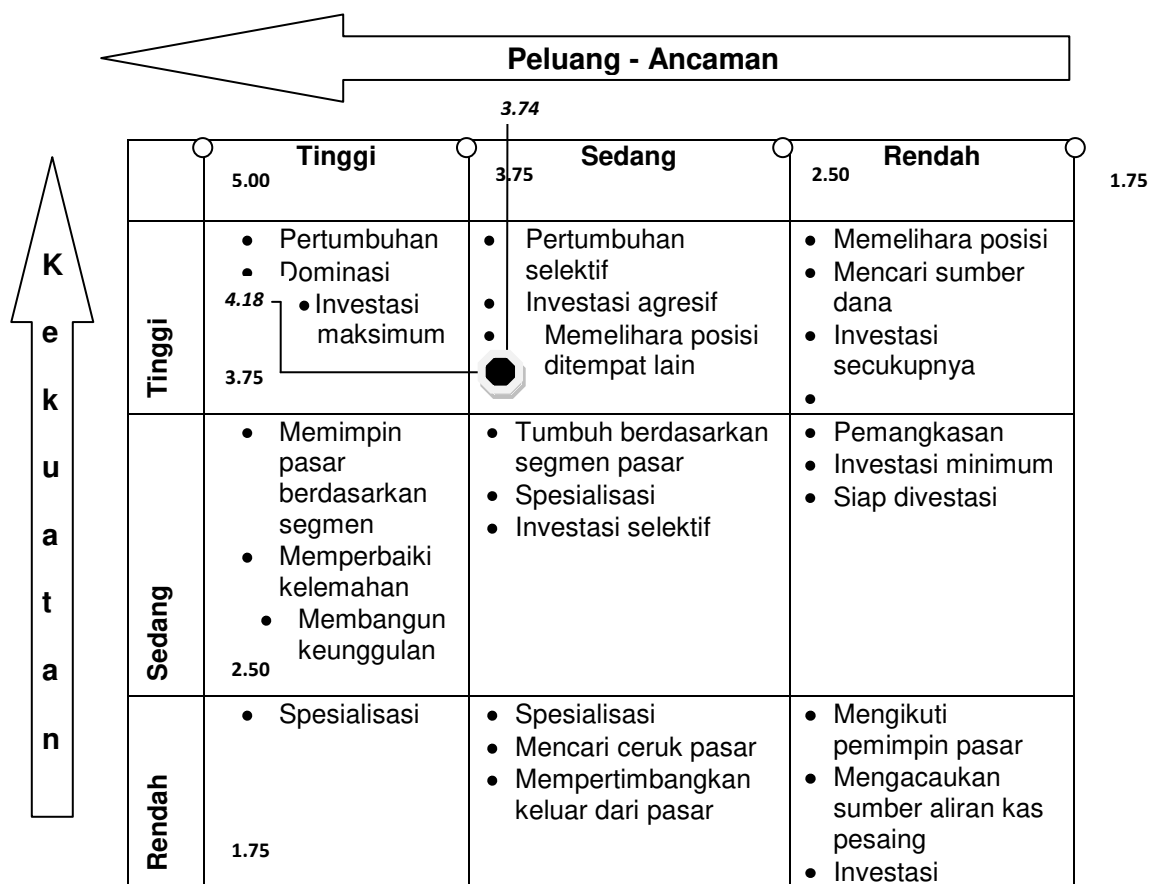 Peluang - Ancaman
3.74
Tinggi
Sedang
Rendah
5.00
3.75
2.50
1.75
K
e
k
u
a
t
a
n
Tinggi
• Pertumbuhan
• Dominasi
4.18
• Investasi
maksimum
3.75
• Pertumbuhan
selektif
• Investasi agresif
• Memelihara posisi
ditempat lain
• Memelihara posisi
• Mencari sumber
dana
• Investasi
secukupnya
•
Sedang
• Memimpin
pasar
berdasarkan
segmen
• Memperbaiki
kelemahan
• Membangun
keunggulan
2.50
• Tumbuh berdasarkan
segmen pasar
• Spesialisasi
• Investasi selektif
• Pemangkasan
• Investasi minimum
• Siap divestasi
Rendah
• Spesialisasi
1.75
• Spesialisasi
• Mencari ceruk pasar
• Mempertimbangkan
keluar dari pasar
• Mengikuti
pemimpin pasar
• Mengacaukan
sumber aliran kas
pesaing
• Investasi